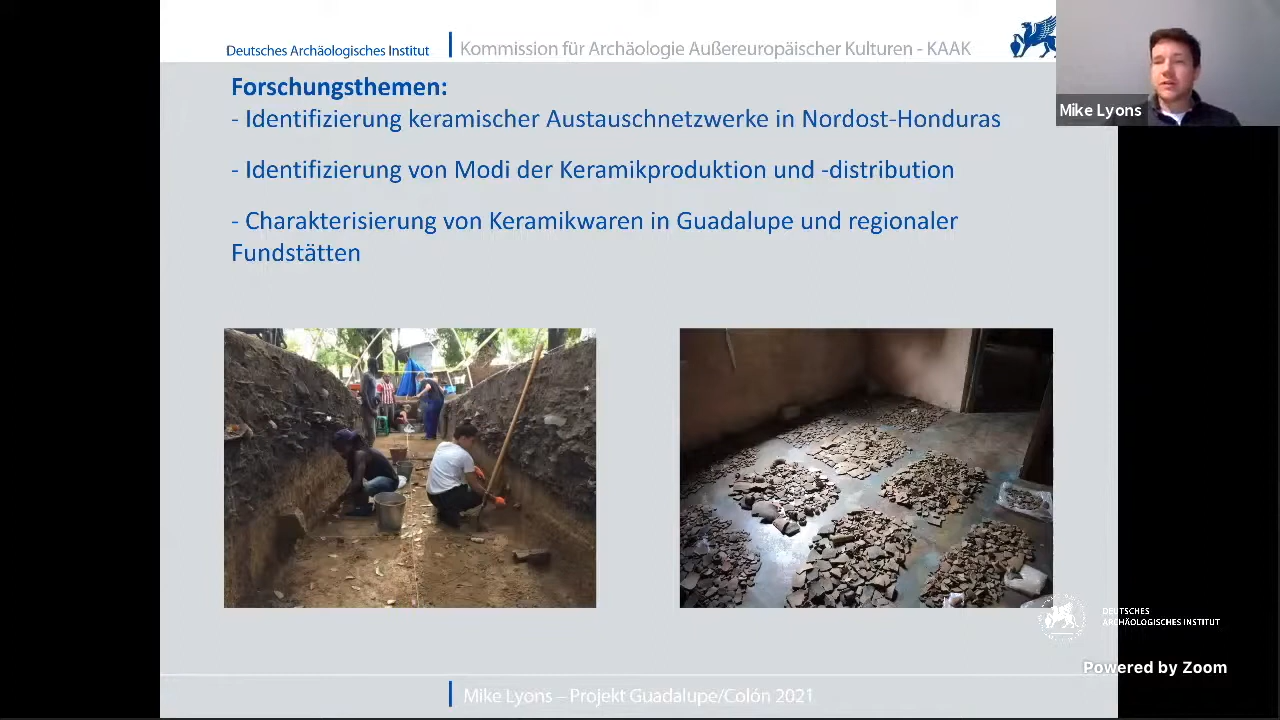 Deutsches Archäologisches Institut
Kommission für Archäologie Außereuropäischer Kulturen - KAAK
Forschungsthemen:
- Identifizierung keramischer Austauschnetzwerke in Nordost-Honduras
- Identifizierung von Modi der Keramikproduktion und -distribution
- Charakterisierung von Keramikwaren in Guadalupe und regionaler
Fundstätten
Mike Lyons
DEUTSCHES
ARCHÄOLOGISCHES INSTITUT
Powered by Zoom
Mike Lyons – Projekt Guadalupe/Colón 2021